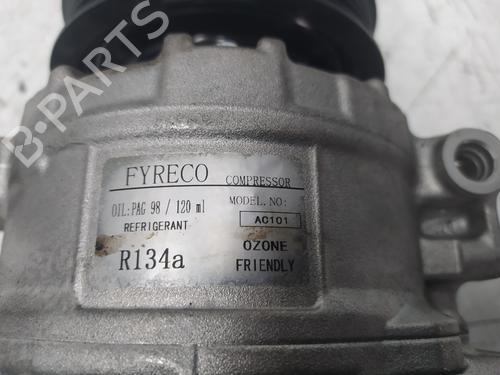 FYRECO COMPRESSOR
OIL:PAG 98 / 120 ml MODEL.NO:
REFRIGERANT AC101
R134a OZONE
FRIENDLY
B-PARTS